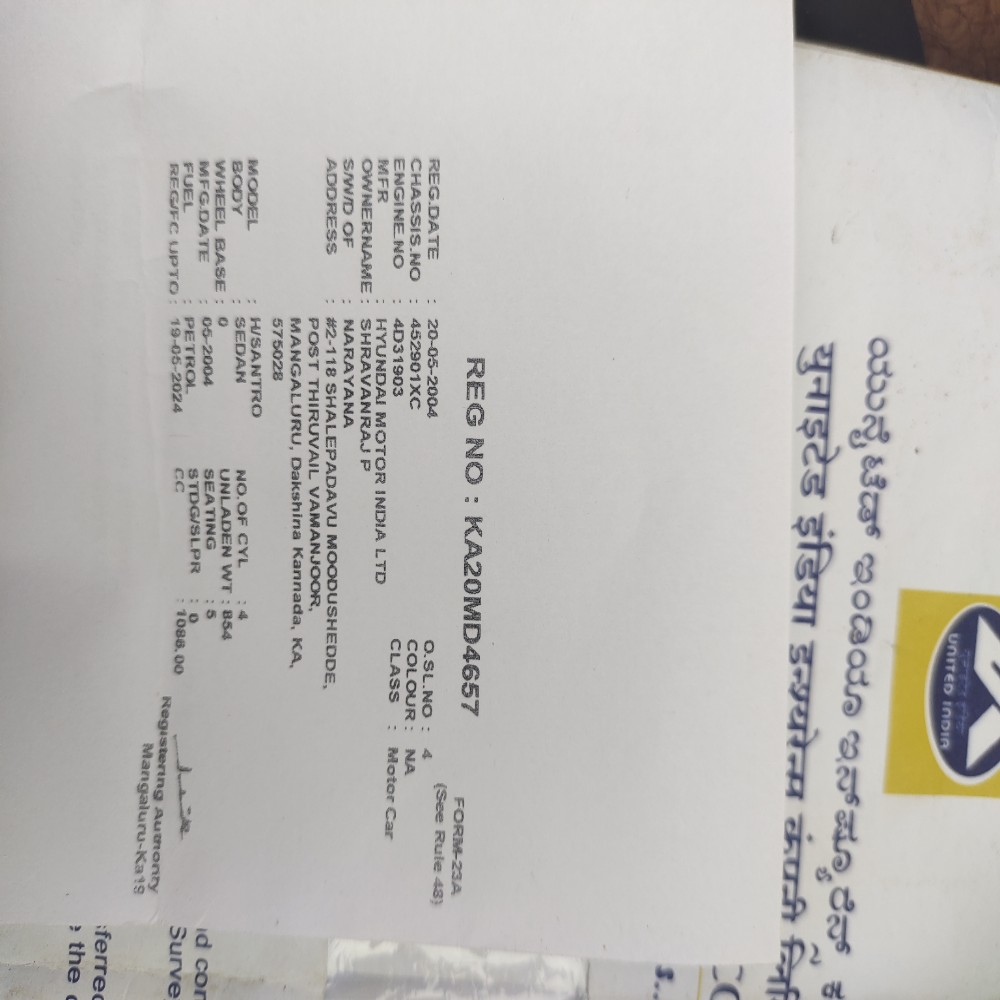 ಯುನೈಟೆಡ್ ಇಂಡಿಯಾ ಇನ್‌ಶ್ಯೂರೆನ್ಸ್
युनाइटेड इंडिया इन्श्यरेन्स कंपनी
UNITED INDIA
FORM-23A
(See Rule 48)
REG NO : KA20MD4657
REG.DATE : 20-05-2004 O.SL.NO : 4
CHASSIS.NO : 452901XC COLOUR : NA
ENGINE.NO : 4D31903 CLASS : Motor Car
MFR : HYUNDAI MOTOR INDIA LTD
OWNERNAME : SHRAVANRAJ P
S/W/D OF : NARAYANA
ADDRESS : #2-118 SHALEPADAVU MOODUSHEDDE,
POST THIRUVAIL VAMANJOOR,
MANGALURU, Dakshina Kannada, KA,
575028
MODEL : H/SANTRO
BODY : SEDAN NO.OF CYL : 4
WHEEL BASE : 0 UNLADEN WT : 854
MFG.DATE : 05-2004 SEATING : 5
FUEL : PETROL STDG/SLPR : 0
REG/FC UPTO : 19-05-2024 CC : 1086.00
Registering Authority
Mangaluru-Ka19
d con
Surve
ferred
the